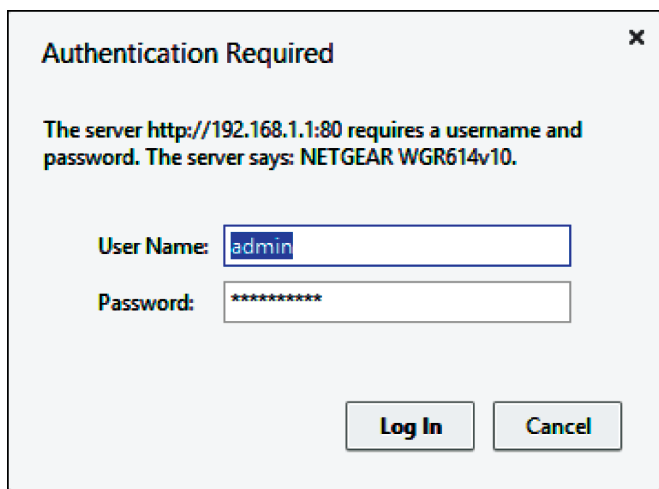 Authentication Required
The server http://192.168.1.1:80 requires a username and
password. The server says: NETGEAR WGR614v10.
User Name: admin
Password: **********
Log In Cancel